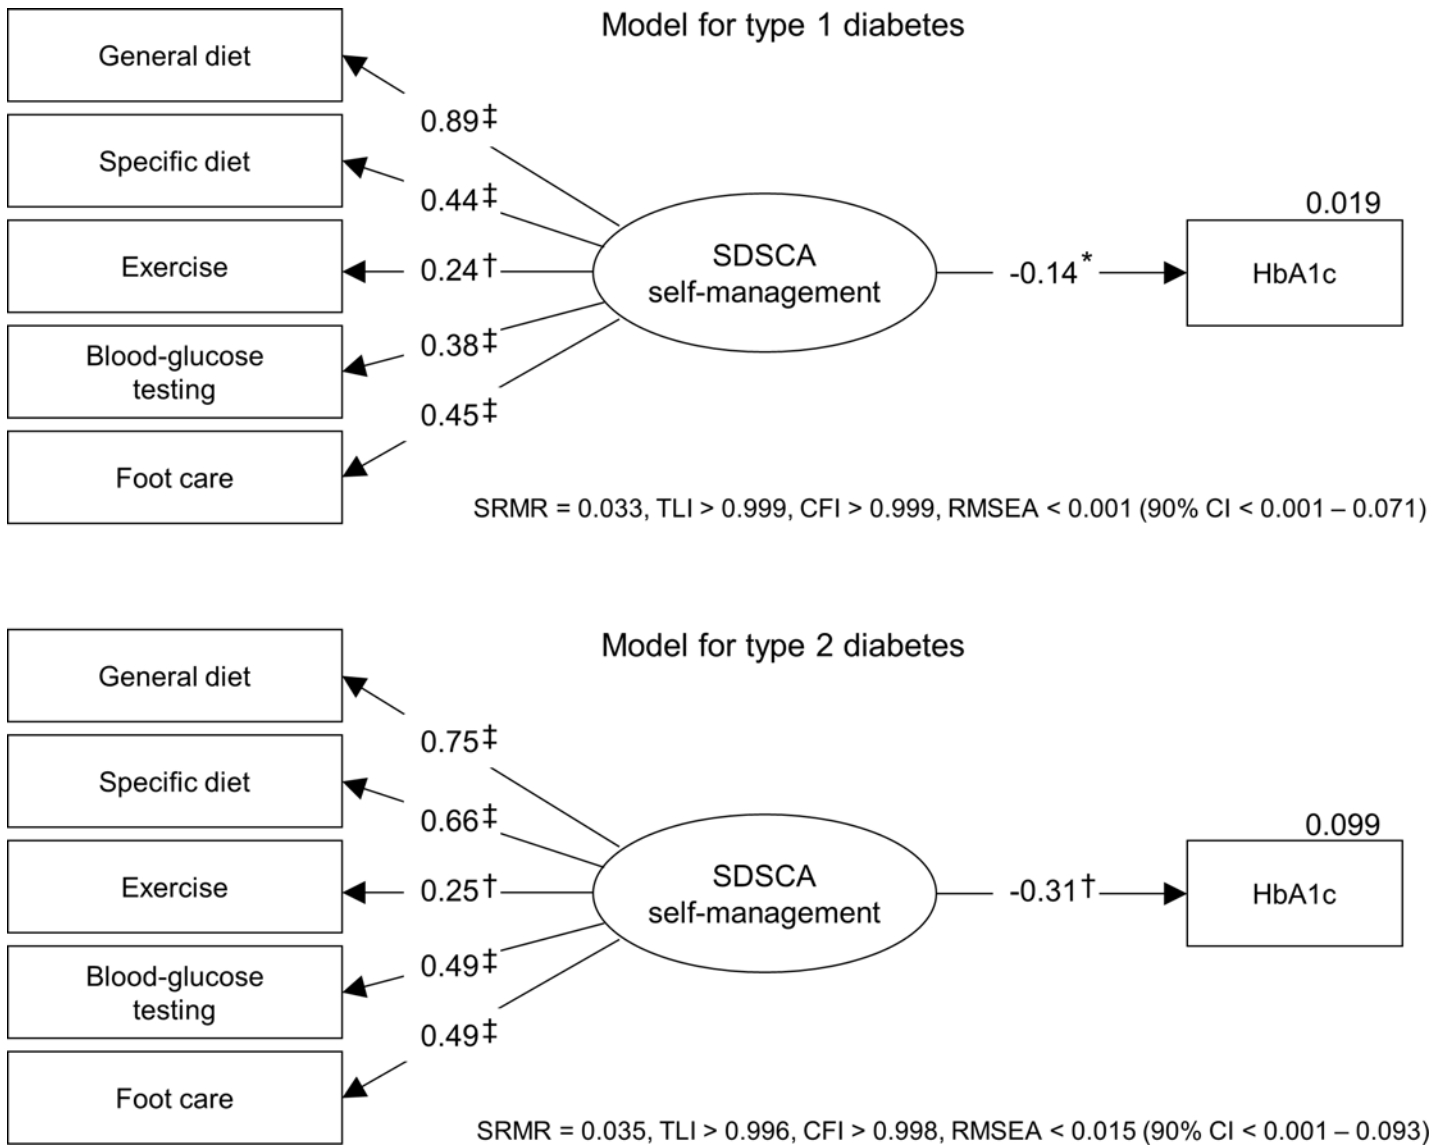 Model for type 1 diabetes
General diet
0.89‡
Specific diet
0.44‡
Exercise
0.24†
Blood-glucose
testing
0.38‡
Foot care
0.45‡
SDSCA
self-management
-0.14*
0.019
HbA1c
SRMR = 0.033, TLI > 0.999, CFI > 0.999, RMSEA < 0.001 (90% CI < 0.001 – 0.071)
Model for type 2 diabetes
General diet
0.75‡
Specific diet
0.66‡
Exercise
0.25†
Blood-glucose
testing
0.49‡
Foot care
0.49‡
SDSCA
self-management
-0.31†
0.099
HbA1c
SRMR = 0.035, TLI > 0.996, CFI > 0.998, RMSEA < 0.015 (90% CI < 0.001 – 0.093)